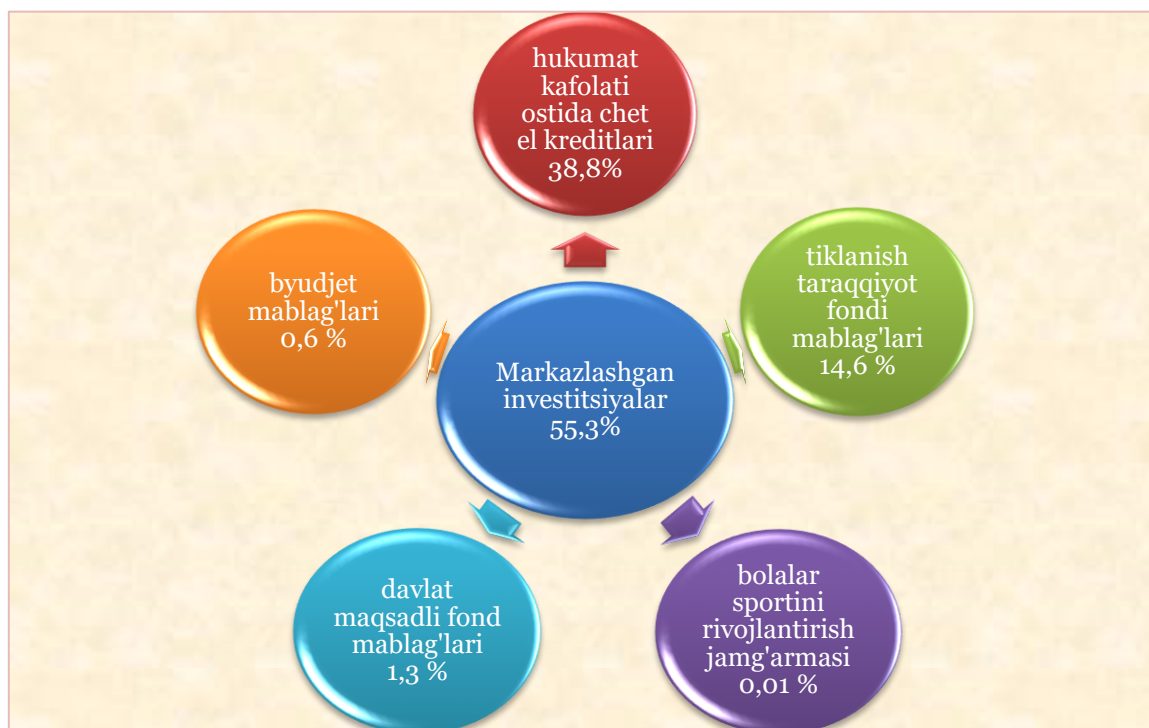 hukumat
kafolati
ostida chet
el kreditlari
38,8%
byudjet
mablag'lari
0,6 %
tiklanish
taraqqiyot
fondi
mablag'lari
14,6 %
Markazlashgan
investitsiyalar
55,3%
davlat
maqsadli fond
mablag'lari
1,3 %
bolalar
sportini
rivojlantirish
jamg'armasi
0,01 %